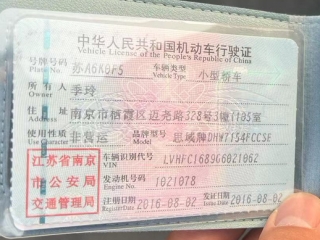 中华人民共和国机动车行驶证
Vehicle License of the People's Republic of China
号牌号码 苏A6K8F5 车辆类型 小型轿车
Plate No. Vehicle Type
所有人 季玲
Owner
住址 南京市栖霞区迈尧路328号3幢1185室
Address
使用性质 非营运 品牌型号 思域牌DHW7154FCCSE
Use Character Model
江苏省南京
市公安局
交通管理局
车辆识别代号 LVHFC1689G6021062
VIN
发动机号码 1021078
Engine No.
注册日期 2016-08-02 发证日期 2016-08-02
Register Date Issue Date